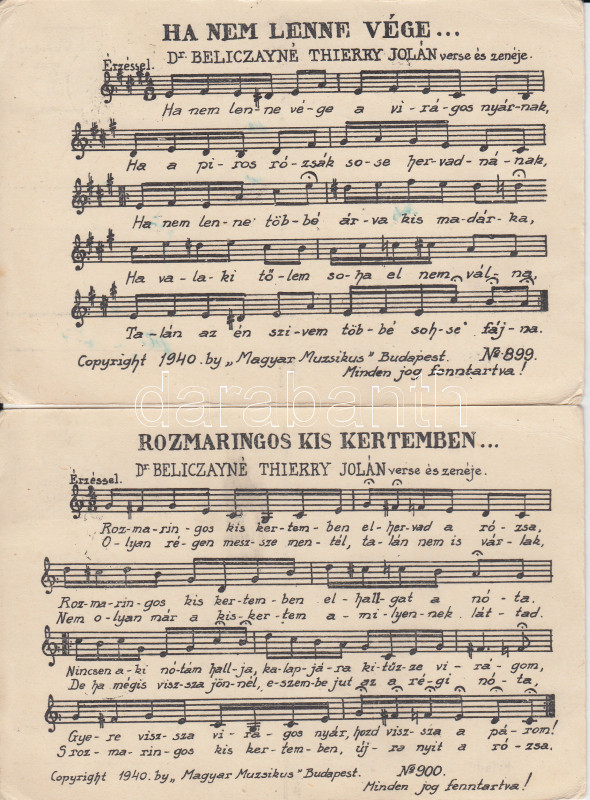 HA NEM LENNE VÉGE...
Dr. BELICZAYNÉ THIERRY JOLÁN verse és zenéje.
Érzéssel.
Ha nem len-ne vé-ge a vi-rá-gos nyár-nak,
Ha a pi-ros ró-zsák so-se her-vad-ná-nak,
Ha nem len-ne töb-bé ár-va kis ma-dár-ka,
Ha va-la-ki tő-lem so-ha el nem vál-na,
Ta-lán az én szi-vem töb-bé soh-se fáj-na.
Copyright 1940. by „Magyar Muzsikus" Budapest. No 899.
Minden jog fenntartva!
darabanth
ROZMARINGOS KIS KERTEMBEN...
Dr. BELICZAYNÉ THIERRY JOLÁN verse és zenéje.
Érzéssel.
Roz-ma-rin-gos kis ker-tem-ben el-her-vad a ró-zsa,
O-lyan ré-gen mesz-sze men-tél, ta-lán nem is vár-lak,
Roz-ma-rin-gos kis ker-tem-ben el-hall-gat a nó-ta.
Nem o-lyan már a kis-ker-tem a mi-lyen-nek lát-tad.
Nincsen a-ki nótám hall-ja, ka-lap-já-ra ki-tűz-ze vi-rá-gom,
De ha mégis visz-sza jön-nél, e-szem-be jut az a ré-gi nó-ta,
Gye-re visz-sza vi-rá-gos nyár, hozd visz-sza a pá-rom!
S roz-ma-rin-gos kis ker-tem-ben, új-ra nyit a ró-zsa.
Copyright 1940. by „Magyar Muzsikus" Budapest. No 900.
Minden jog fenntartva!